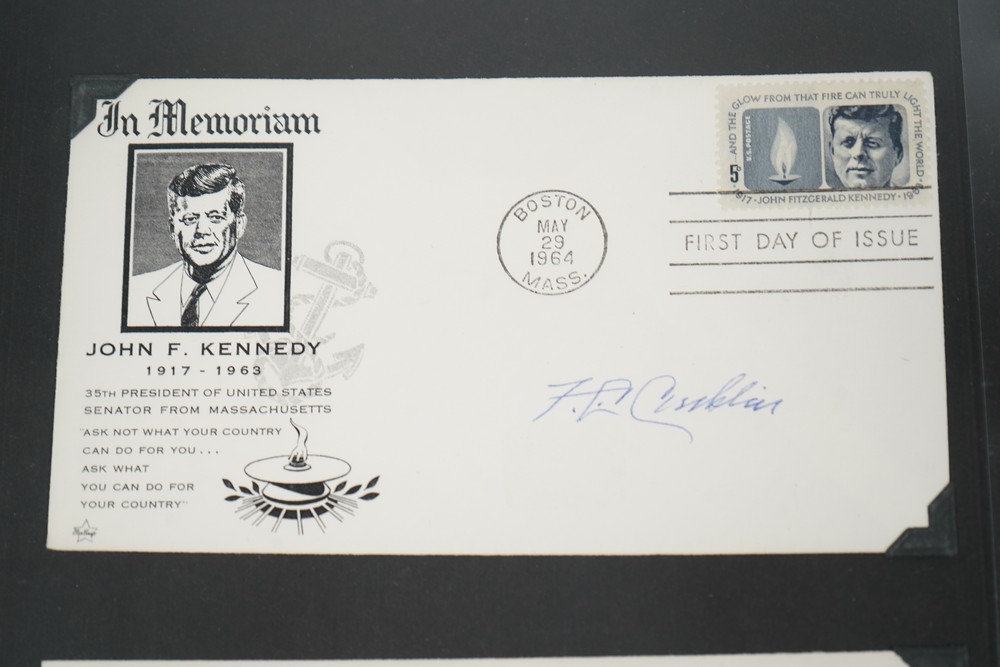 In Memoriam
JOHN F. KENNEDY
1917 - 1963
35TH PRESIDENT OF UNITED STATES
SENATOR FROM MASSACHUSETTS
"ASK NOT WHAT YOUR COUNTRY
CAN DO FOR YOU...
ASK WHAT
YOU CAN DO FOR
YOUR COUNTRY"
BOSTON
MAY
29
1964
MASS.
...AND THE GLOW FROM THAT FIRE CAN TRULY LIGHT THE WORLD
U.S. POSTAGE
5¢
1917 - JOHN FITZGERALD KENNEDY - 19
FIRST DAY OF ISSUE